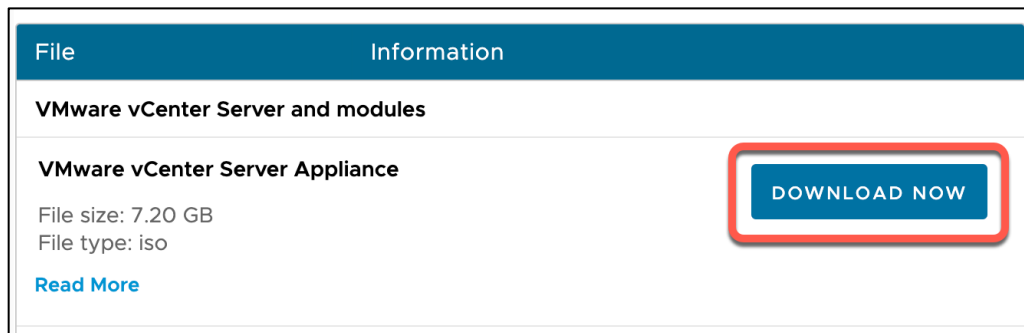 File Information
VMware vCenter Server and modules
VMware vCenter Server Appliance
DOWNLOAD NOW
File size: 7.20 GB
File type: iso
Read More